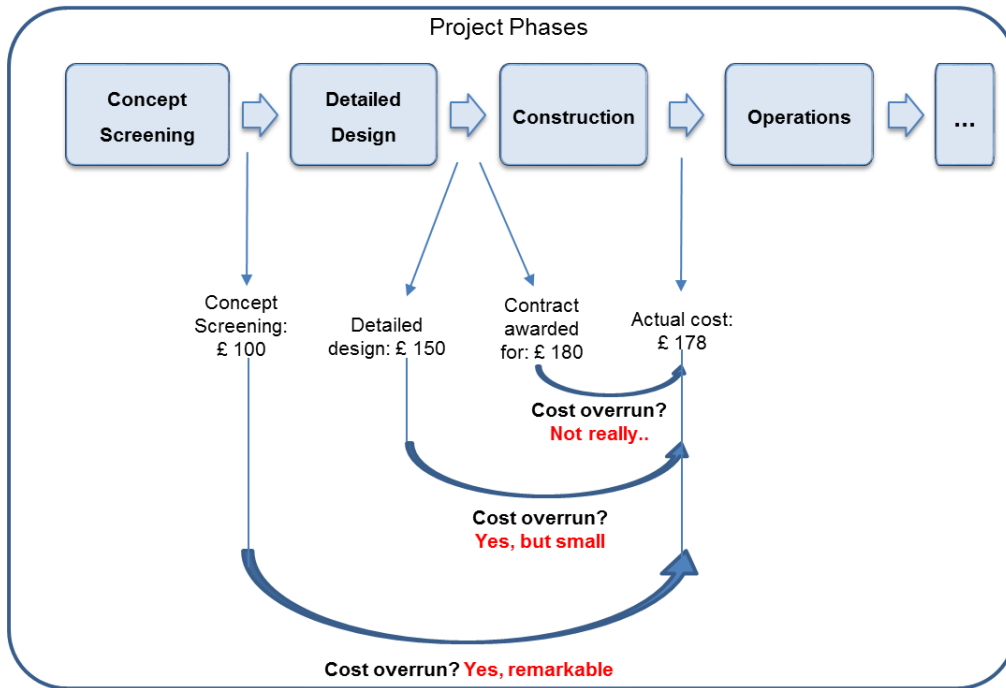 Project Phases
Concept
Screening
Detailed
Design
Construction
Operations
...
Concept
Screening:
£ 100
Detailed
design: £ 150
Contract
awarded
for: £ 180
Actual cost:
£ 178
Cost overrun?
Not really..
Cost overrun?
Yes, but small
Cost overrun? Yes, remarkable